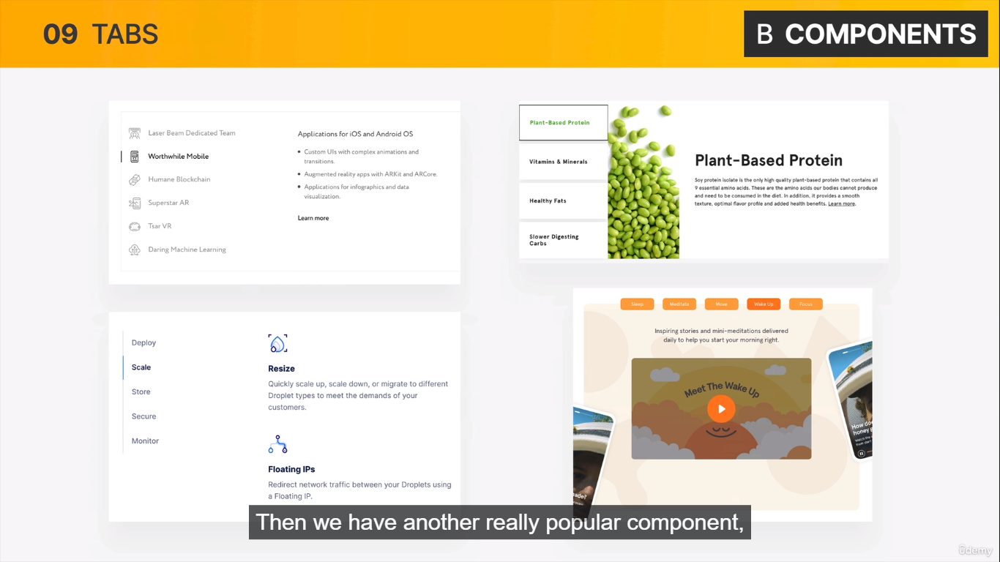 09 TABS
B COMPONENTS
Laser Beam Dedicated Team
Worthwhile Mobile
Humane Blockchain
Superstar AR
Tsar VR
Daring Machine Learning
Applications for iOS and Android OS
• Custom UIs with complex animations and
transitions.
• Augmented reality apps with ARKit and ARCore.
• Applications for infographics and data
visualization.
Learn more
Plant-Based Protein
Vitamins & Minerals
Healthy Fats
Slower Digesting
Carbs
Plant-Based Protein
Soy protein isolate is the only high quality plant-based protein that contains all
9 essential amino acids. These are the amino acids our bodies cannot produce
and need to be consumed in the diet. In addition, it provides a smooth
texture, optimal flavor profile and added health benefits. Learn more.
Deploy
Scale
Store
Secure
Monitor
Resize
Quickly scale up, scale down, or migrate to different
Droplet types to meet the demands of your
customers.
Floating IPs
Redirect network traffic between your Droplets using
a Floating IP.
Sleep
Meditate
Move
Wake Up
Focus
Inspiring stories and mini-meditations delivered
daily to help you start your morning right.
Meet The Wake Up
How do
honey
Watch the
from start
Then we have another really popular component,
ûdemy